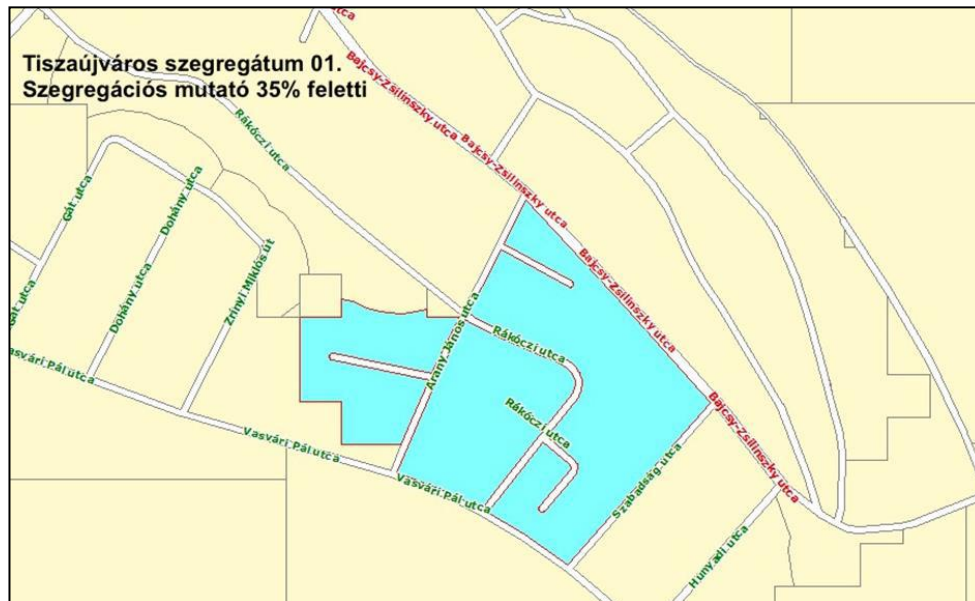 utca
Tiszaújváros szegregátum 01.
Szegregációs mutató 35% feletti
Bajcsy-Zsilinszky utca
Bajcsy-Zsilinszky utca
Rákóczi utca
Gát utca
Dohány utca
Bajcsy-Zsilinszky utca
Dohány utca
Zrínyi Miklós út
Gát utca
Arany János utca
Rákóczi utca
Bajcsy-Zsilinszky utca
asvári Pál utca
Rákóczi utca
Vasvári Pál utca
Bajcsy-Zsilinszky utca
Vasvári Pál utca
Szabadság utca
Hunyadi utca